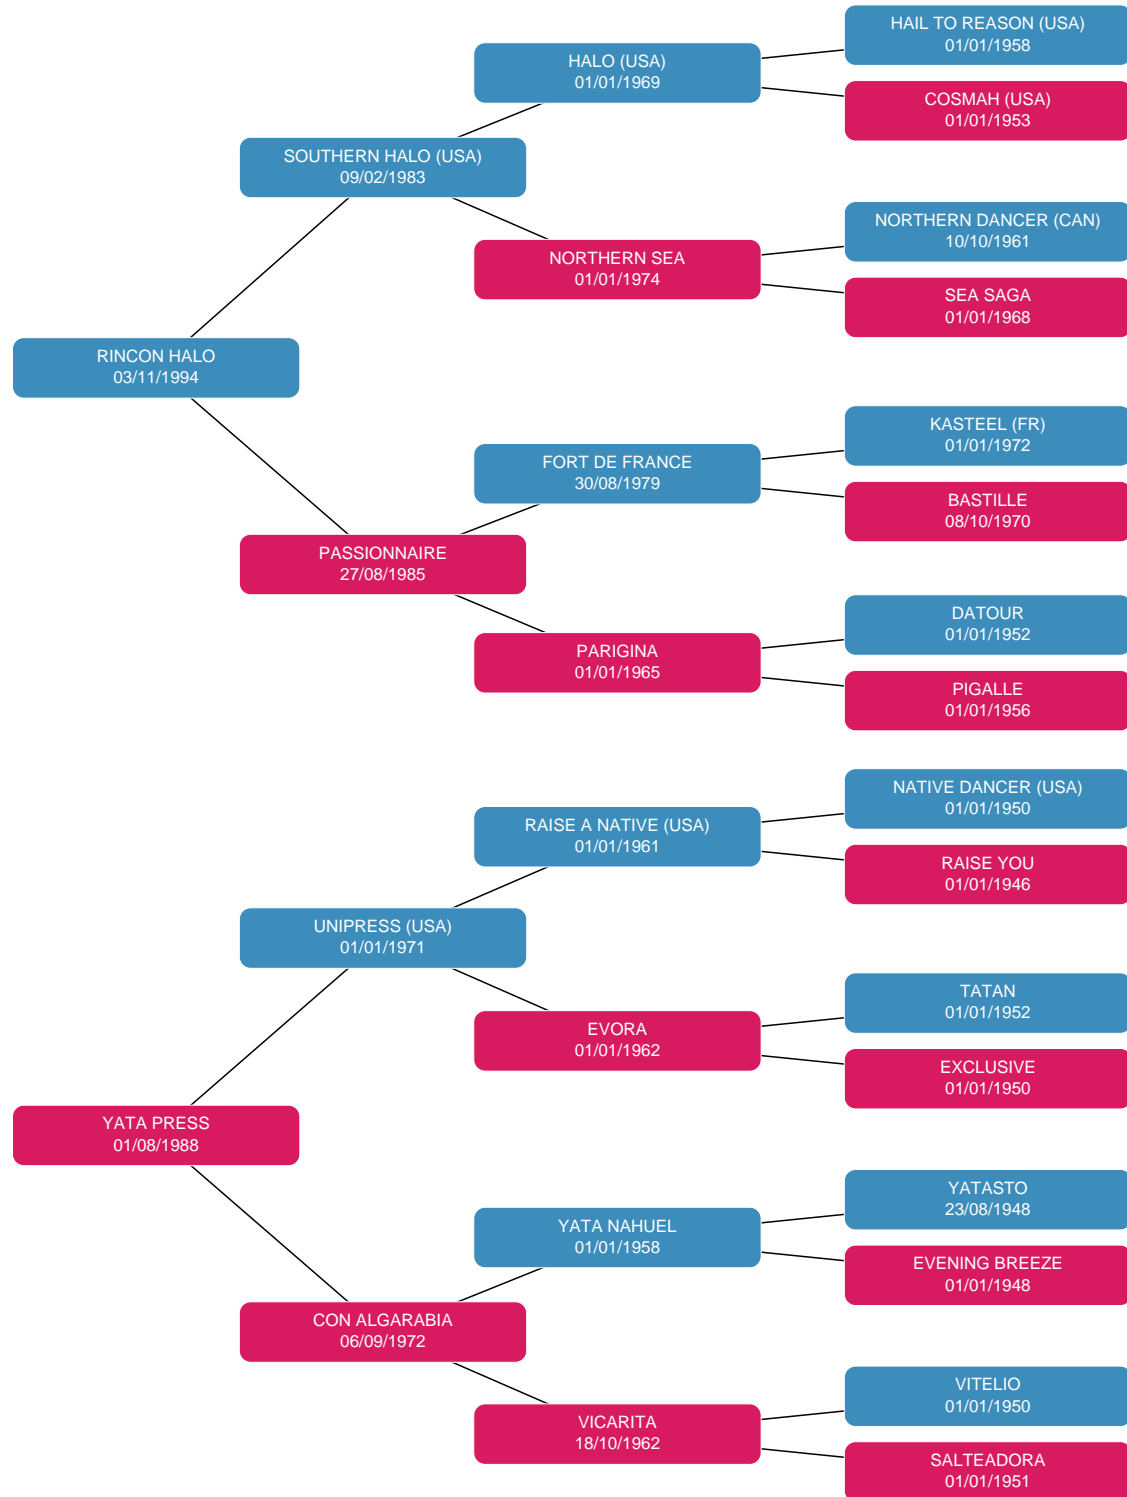 HAIL TO REASON (USA)
01/01/1958
HALO (USA)
01/01/1969
COSMAH (USA)
01/01/1953
SOUTHERN HALO (USA)
09/02/1983
NORTHERN DANCER (CAN)
10/10/1961
NORTHERN SEA
01/01/1974
SEA SAGA
01/01/1968
RINCON HALO
03/11/1994
KASTEEL (FR)
01/01/1972
FORT DE FRANCE
30/08/1979
BASTILLE
08/10/1970
PASSIONNAIRE
27/08/1985
DATOUR
01/01/1952
PARIGINA
01/01/1965
PIGALLE
01/01/1956
NATIVE DANCER (USA)
01/01/1950
RAISE A NATIVE (USA)
01/01/1961
RAISE YOU
01/01/1946
UNIPRESS (USA)
01/01/1971
TATAN
01/01/1952
EVORA
01/01/1962
EXCLUSIVE
01/01/1950
YATA PRESS
01/08/1988
YATASTO
23/08/1948
YATA NAHUEL
01/01/1958
EVENING BREEZE
01/01/1948
CON ALGARABIA
06/09/1972
VITELIO
01/01/1950
VICARITA
18/10/1962
SALTEADORA
01/01/1951